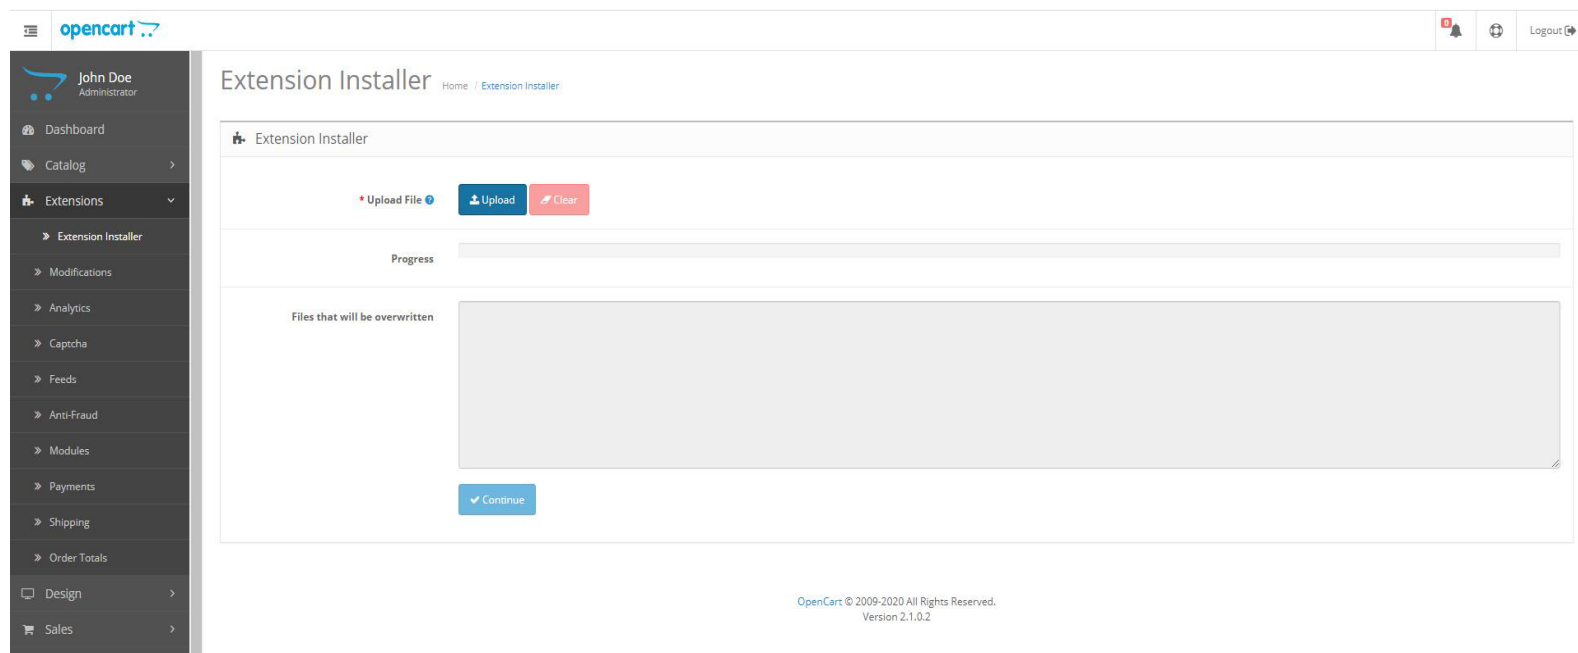 opencart
0
Logout
John Doe
Administrator
Dashboard
Catalog
Extensions
Extension Installer
Modifications
Analytics
Captcha
Feeds
Anti-Fraud
Modules
Payments
Shipping
Order Totals
Design
Sales
Extension Installer Home / Extension Installer
Extension Installer
* Upload File ? Upload Clear
Progress
Files that will be overwritten
Continue
OpenCart © 2009-2020 All Rights Reserved.
Version 2.1.0.2